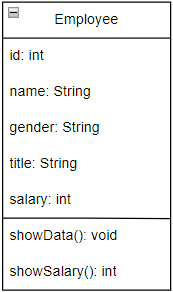 Employee
id: int
name: String
gender: String
title: String
salary: int
showData(): void
showSalary(): int